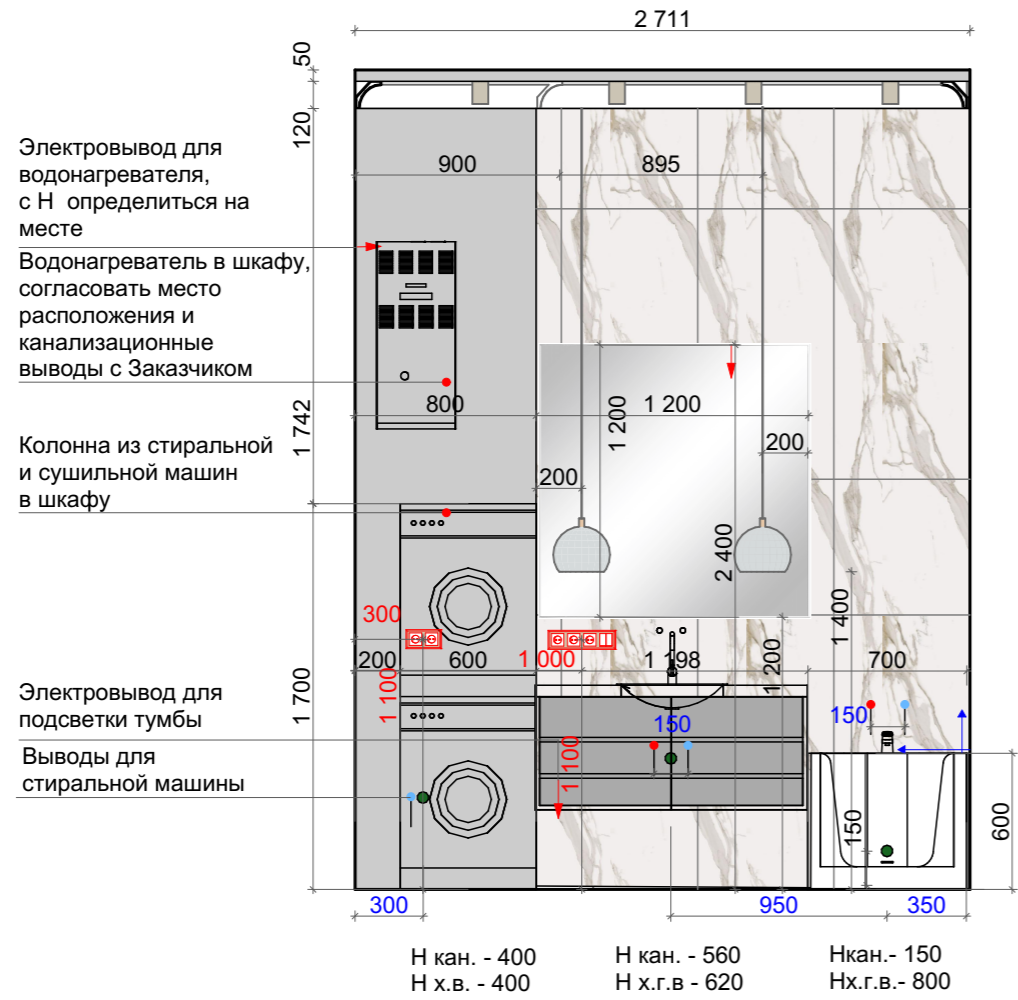 2 711
50
120
Электровывод для
водонагревателя,
с Н  определиться на
месте
900
895
Водонагреватель в шкафу,
согласовать место
расположения и
канализационные
выводы с Заказчиком
800
1 200
1 200
1 742
200
200
Колонна из стиральной
и сушильной машин
в шкафу
2 400
1 400
300
200
600
1 000
1 198
1 200
700
1 100
1 700
Электровывод для
подсветки тумбы
150
150
Выводы для
стиральной машины
1 100
150
600
300
950
350
Н кан. - 400
Н х.в. - 400
Н кан. - 560
Н х.г.в - 620
Нкан.- 150
Нх.г.в.- 800